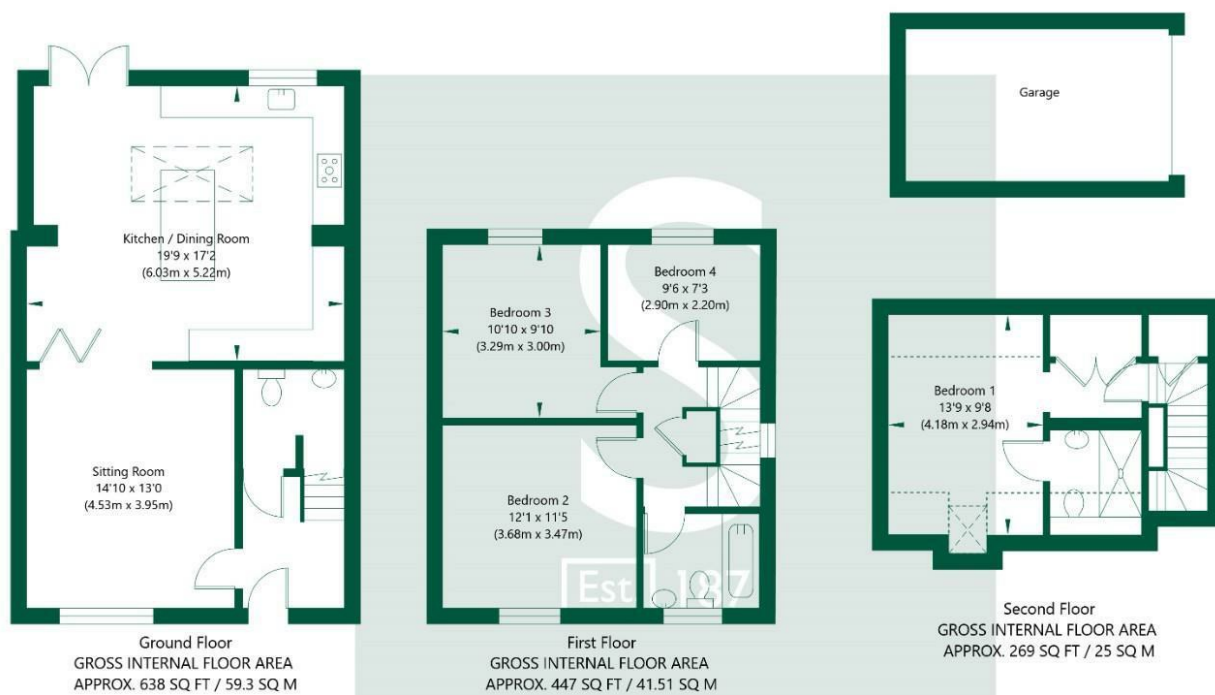 Garage
Kitchen / Dining Room
19'9 x 17'2
(6.03m x 5.22m)
Sitting Room
14'10 x 13'0
(4.53m x 3.95m)
Ground Floor
GROSS INTERNAL FLOOR AREA
APPROX. 638 SQ FT / 59.3 SQ M
Bedroom 3
10'10 x 9'10
(3.29m x 3.00m)
Bedroom 4
9'6 x 7'3
(2.90m x 2.20m)
Bedroom 2
12'1 x 11'5
(3.68m x 3.47m)
S
Est. 187
First Floor
GROSS INTERNAL FLOOR AREA
APPROX. 447 SQ FT / 41.51 SQ M
Bedroom 1
13'9 x 9'8
(4.18m x 2.94m)
Second Floor
GROSS INTERNAL FLOOR AREA
APPROX. 269 SQ FT / 25 SQ M